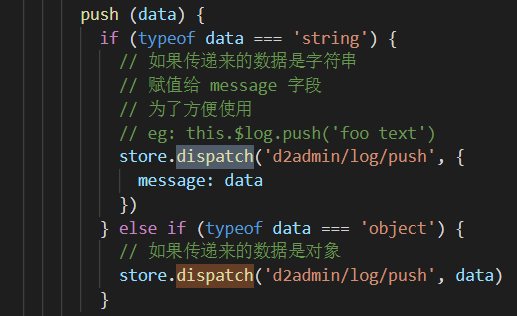 push (data) {
if (typeof data === 'string') {
// 如果传递来的数据是字符串
// 赋值给 message 字段
// 为了方便使用
// eg: this.$log.push('foo text')
store.dispatch('d2admin/log/push', {
message: data
})
} else if (typeof data === 'object') {
// 如果传递来的数据是对象
store.dispatch('d2admin/log/push', data)
}